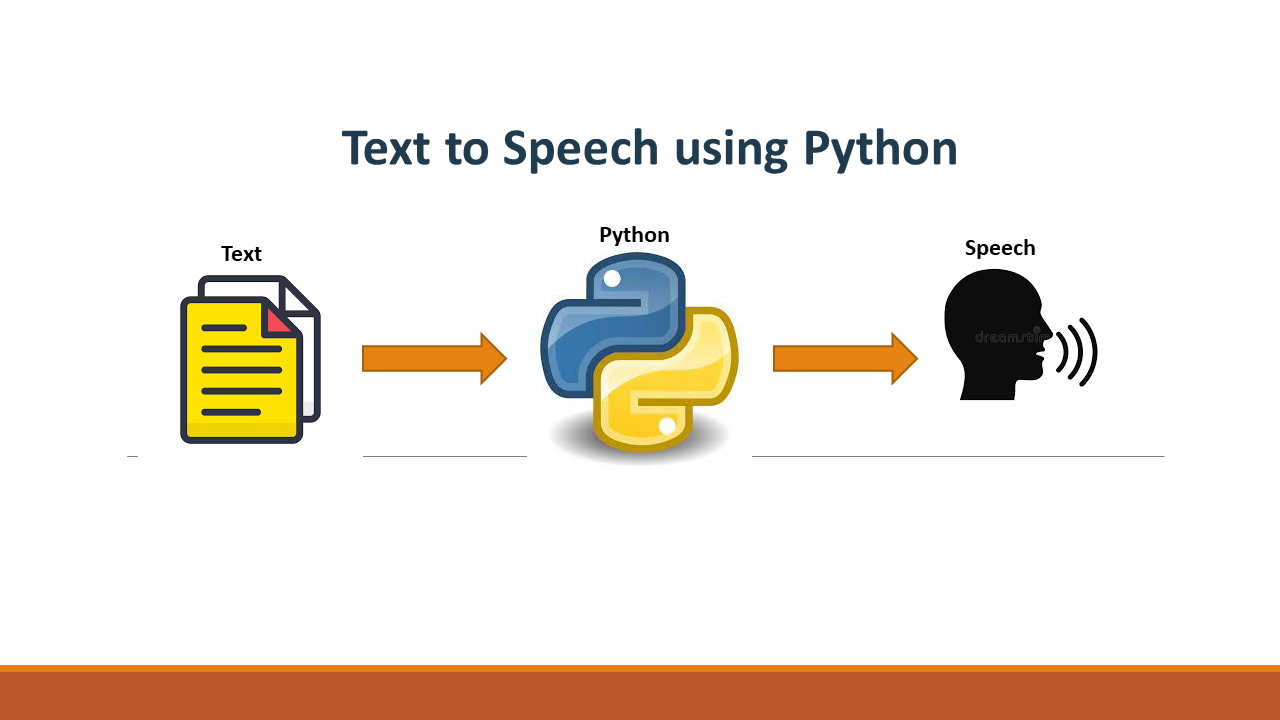 Text to Speech using Python
Text
Python
Speech